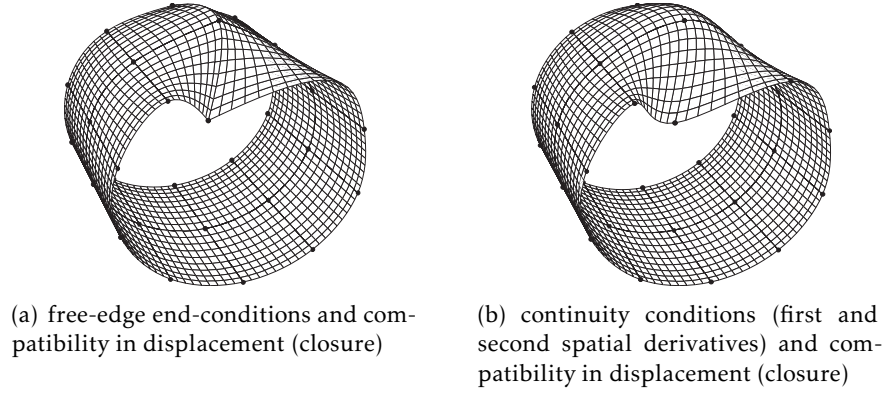 (a) free-edge end-conditions and com-
patibility in displacement (closure)
(b) continuity conditions (first and
second spatial derivatives) and com-
patibility in displacement (closure)